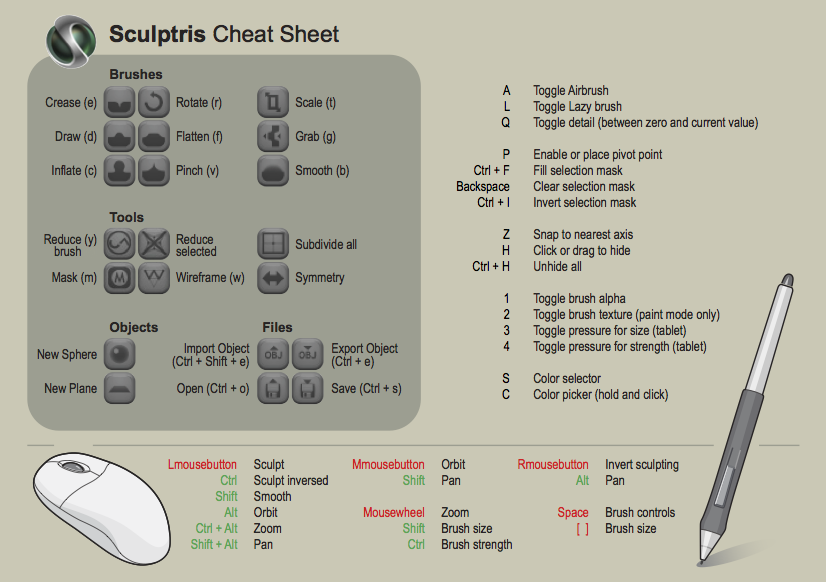 Sculptris Cheat Sheet
Brushes
Crease (e) Rotate (r) Scale (t)
Draw (d) Flatten (f) Grab (g)
Inflate (c) Pinch (v) Smooth (b)
Tools
Reduce (y) brush Reduce selected Subdivide all
Mask (m) M W Wireframe (w) Symmetry
Objects Files
New Sphere Import Object (Ctrl + Shift + e) OBJ OBJ Export Object (Ctrl + e)
New Plane Open (Ctrl + o) Save (Ctrl + s)
A Toggle Airbrush
L Toggle Lazy brush
Q Toggle detail (between zero and current value)
P Enable or place pivot point
Ctrl + F Fill selection mask
Backspace Clear selection mask
Ctrl + I Invert selection mask
Z Snap to nearest axis
H Click or drag to hide
Ctrl + H Unhide all
1 Toggle brush alpha
2 Toggle brush texture (paint mode only)
3 Toggle pressure for size (tablet)
4 Toggle pressure for strength (tablet)
S Color selector
C Color picker (hold and click)
Lmousebutton Sculpt
Ctrl Sculpt inversed
Shift Smooth
Alt Orbit
Ctrl + Alt Zoom
Shift + Alt Pan
Mmousebutton Orbit
Shift Pan
Mousewheel Zoom
Shift Brush size
Ctrl Brush strength
Rmousebutton Invert sculpting
Alt Pan
Space Brush controls
[ ] Brush size